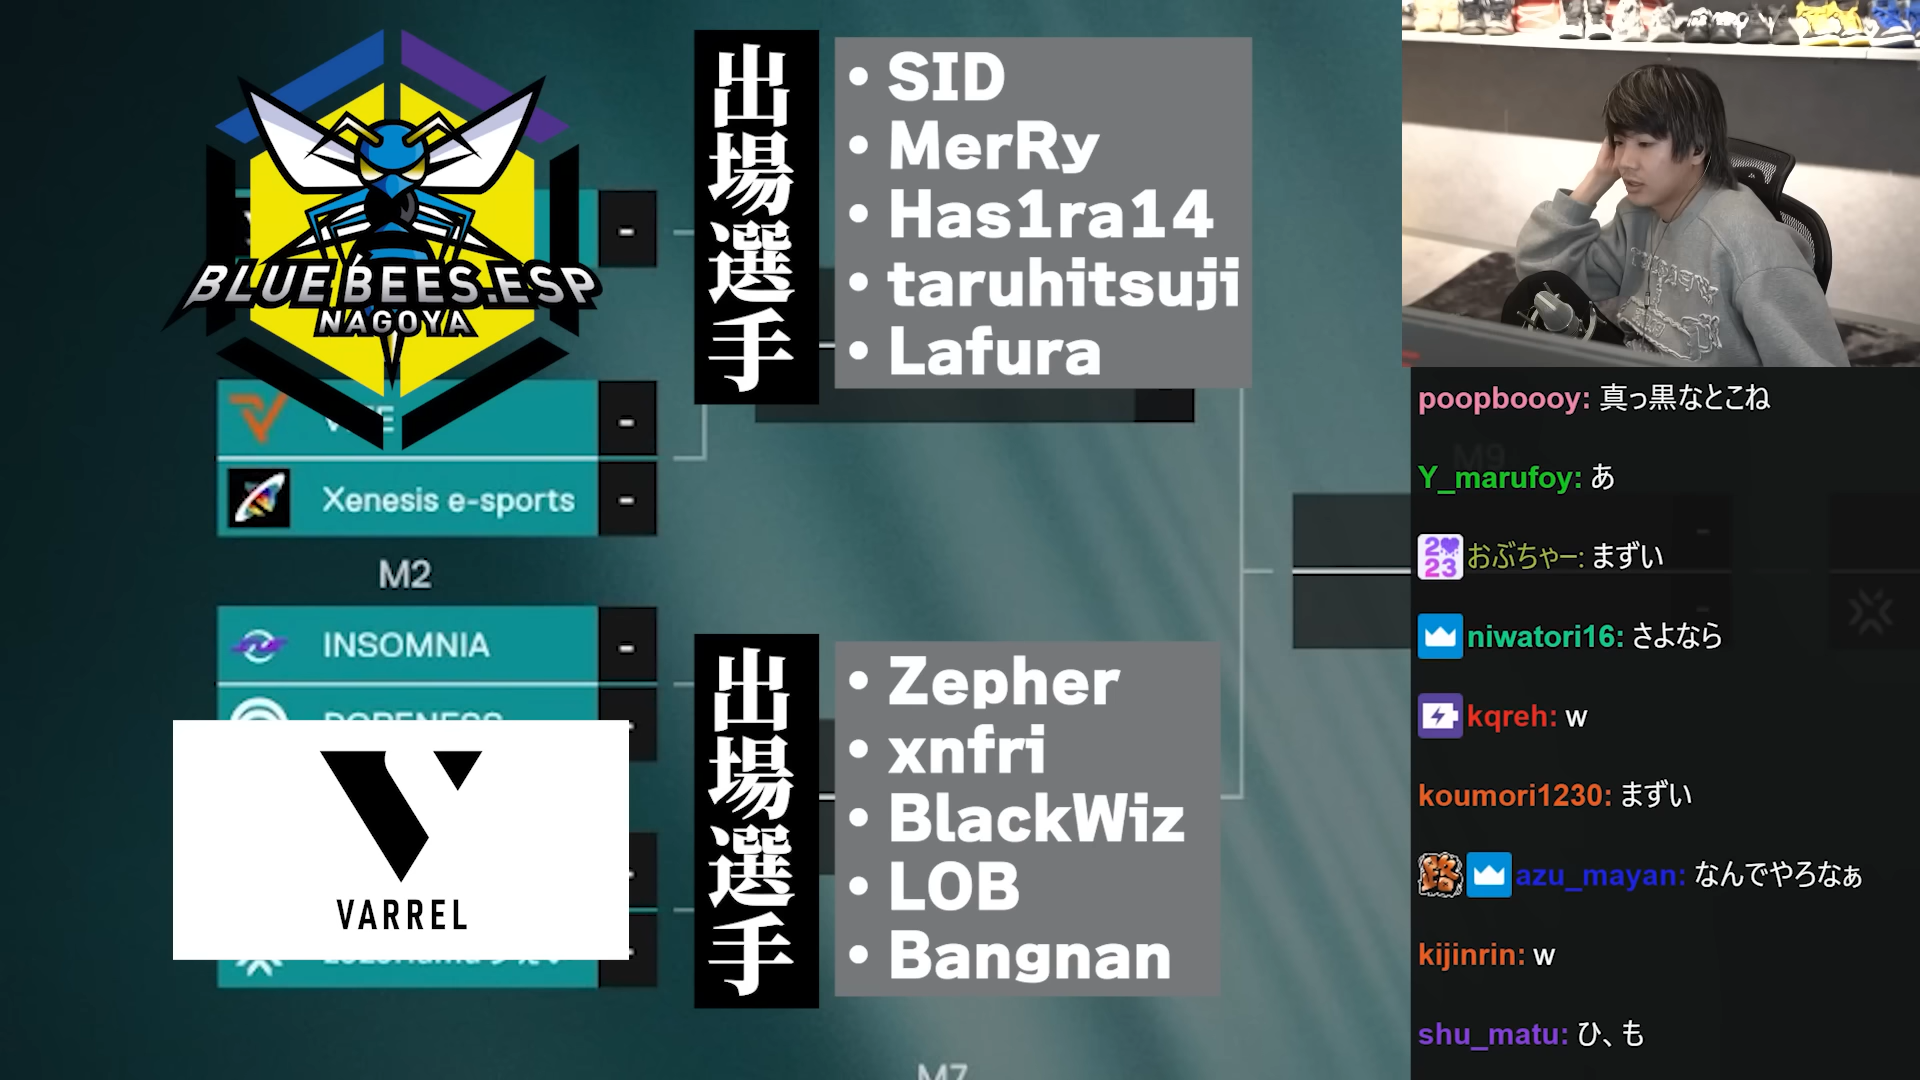 BLUE BEES.ESP
NAGOYA
出場選手
• SID
• MerRy
• Has1ra14
• taruhitsuji
• Lafura
-
-
Xenesis e-sports -
M2
INSOMNIA -
VARREL
出場選手
• Zepher
• xnfri
• BlackWiz
• LOB
• Bangnan
M7
M9
poopboooy: 真っ黒なとこね
Y_marufoy: あ
おぶちゃー: まずい
niwatori16: さよなら
kqreh: w
koumori1230: まずい
路 azu_mayan: なんでやろなぁ
kijinrin: w
shu_matu: ひ、も